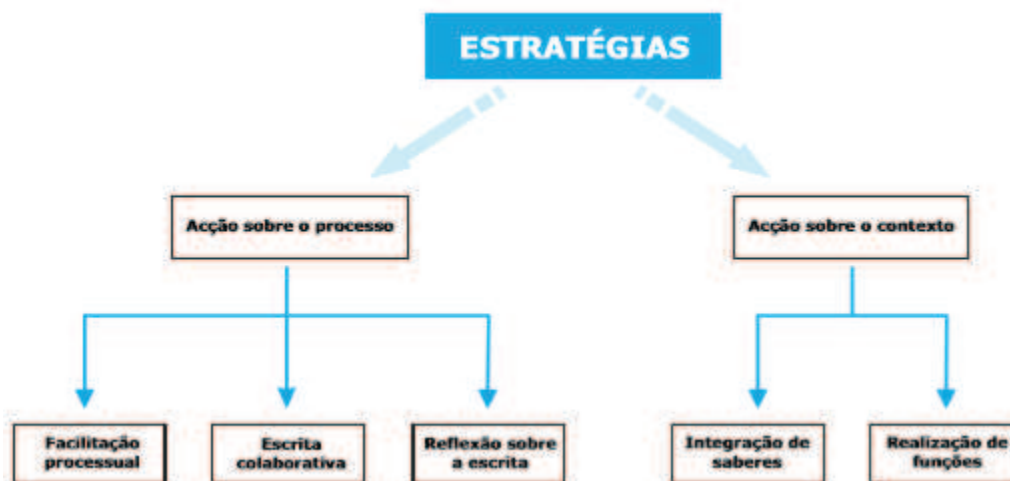 ESTRATÉGIAS
Acção sobre o processo
Acção sobre o contexto
Facilitação
processual
Escrita
colaborativa
Reflexão sobre
a escrita
Integração de
saberes
Realização de
funções